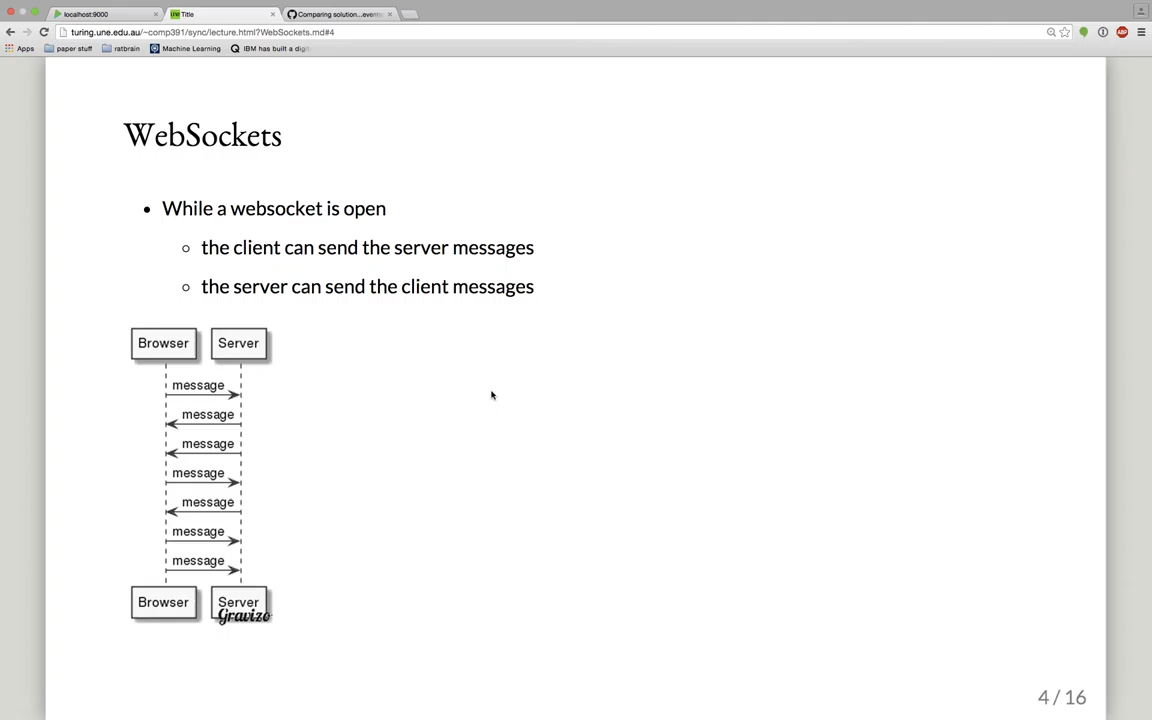 localhost:9000
Title
Comparing solution...event
turing.une.edu.au/~comp391/sync/lecture.html?WebSockets.md#4
Apps
paper stuff
ratbrain
Machine Learning
IBM has built a dig
WebSockets
While a websocket is open
the client can send the server messages
the server can send the client messages
Browser Server
message
message
message
message
message
message
message
Browser Server
Gravizo
4 / 16